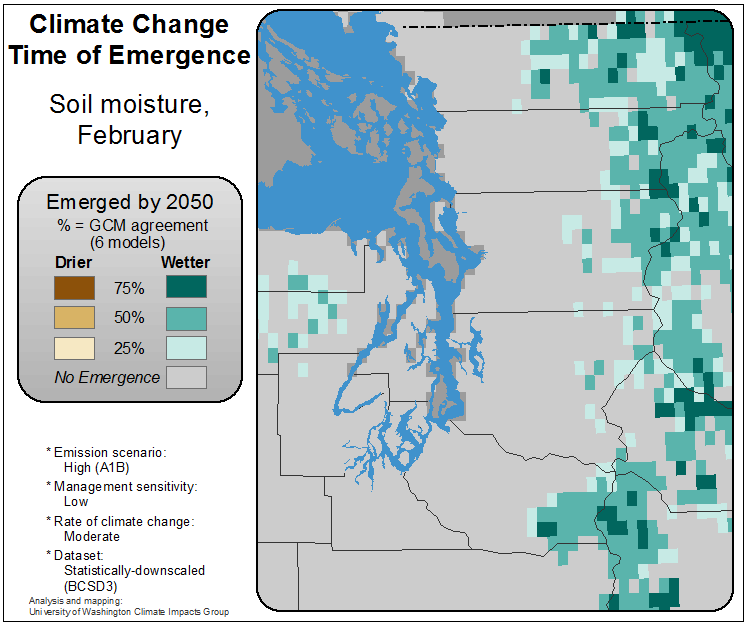 Climate Change
Time of Emergence
Soil moisture,
February
Emerged by 2050
% = GCM agreement
(6 models)
Drier Wetter
75%
50%
25%
No Emergence
* Emission scenario:
High (A1B)
* Management sensitivity:
Low
* Rate of climate change:
Moderate
* Dataset:
Statistically-downscaled
(BCSD3)
Analysis and mapping:
University of Washington Climate Impacts Group